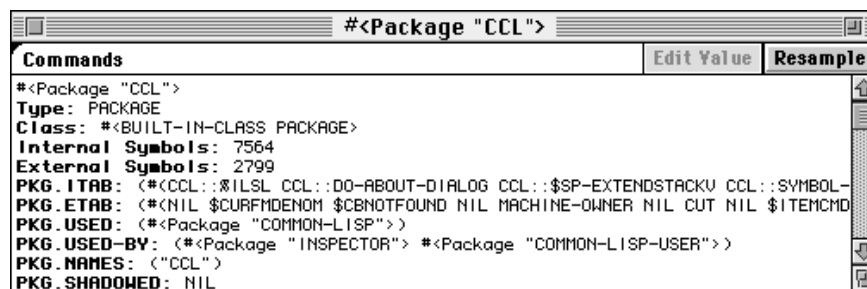 #<Package "CCL">
Commands Edit Value Resample
#<Package "CCL">
Type: PACKAGE
Class: #<BUILT-IN-CLASS PACKAGE>
Internal Symbols: 7564
External Symbols: 2799
PKG.ITAB: (#(CCL::%ILSL CCL::DO-ABOUT-DIALOG CCL::$SP-EXTENDSTACKV CCL::SYMBOL-
PKG.ETAB: (#(NIL $CURFMDENOM $CBNOTFOUND NIL MACHINE-OWNER NIL CUT NIL $ITEMCMD
PKG.USED: (#<Package "COMMON-LISP">)
PKG.USED-BY: (#<Package "INSPECTOR"> #<Package "COMMON-LISP-USER">)
PKG.NAMES: ("CCL")
PKG.SHADOWED: NIL